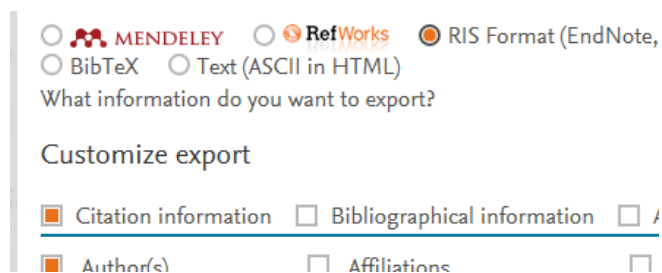 MENDELEY RefWorks RIS Format (EndNote,
BibTeX Text (ASCII in HTML)
What information do you want to export?
Customize export
Citation information Bibliographical information A
Author(s) Affiliations